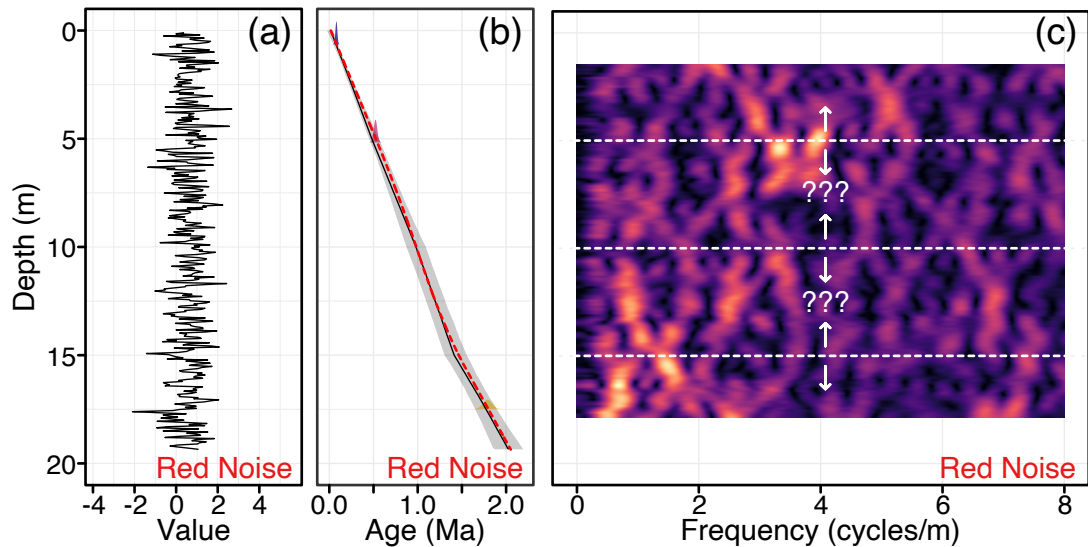 (a)
(b)
(c)
0
5
10
15
20
Depth (m)
Red Noise
Red Noise
Red Noise
???
???
-4 -2 0 2 4
0.0 1.0 2.0
0 2 4 6 8
Value
Age (Ma)
Frequency (cycles/m)